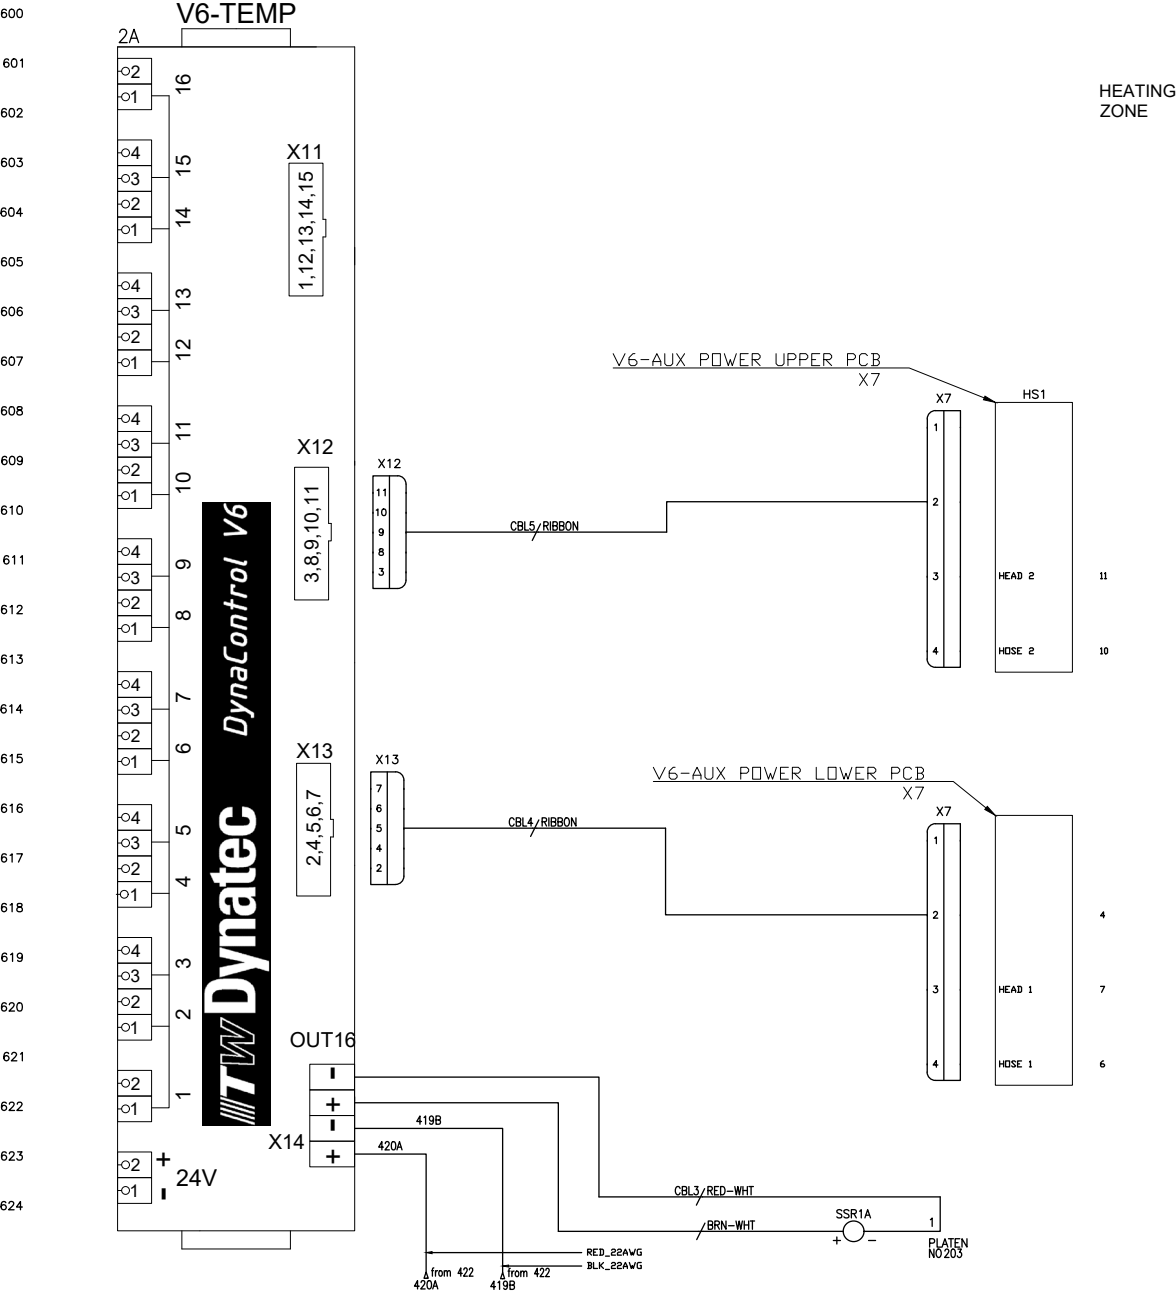 600
V6-TEMP
2A
601
2
1
16
HEATING
ZONE
602
X11
1,12,13,14,15
603
4
3
2
1
15
14
604
605
4
3
2
1
13
12
606
607
V6-AUX POWER UPPER PCB
X7
X7
HS1
608
4
3
2
1
11
10
X12
3,8,9,10,11
X12
11
10
9
8
3
CBL5/RIBBON
1
2
3
4
609
610
611
4
3
2
1
9
8
HEAD 2
11
612
HOSE 2
10
613
DynaControl V6
ITW Dynatec
614
4
3
2
1
7
6
X13
2,4,5,6,7
X13
7
6
5
4
2
615
V6-AUX POWER LOWER PCB
X7
X7
616
4
3
2
1
5
4
CBL4/RIBBON
1
2
3
4
617
618
4
619
4
3
2
1
3
2
HEAD 1
7
620
OUT16
621
HOSE 1
6
2
1
1
-
+
-
+
X14
622
419B
420A
623
2
1
+
-
24V
CBL3/RED-WHT
624
SSR1A
+
-
1
BRN-WHT
PLATEN
NO203
RED_22AWG
BLK_22AWG
from 422
420A
from 422
419B